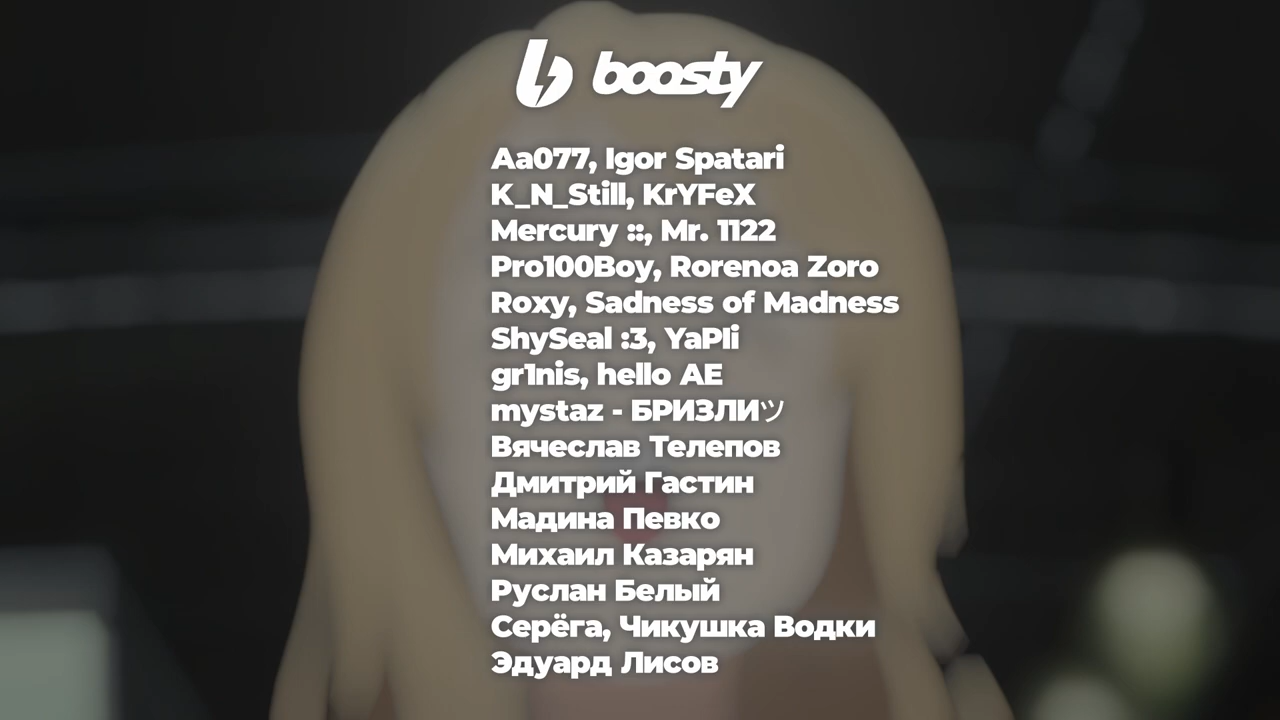 boosty
Aa077, Igor Spatari
K_N_Still, KrYFeX
Mercury ::, Mr. 1122
Pro100Boy, Rorenoa Zoro
Roxy, Sadness of Madness
ShySeal :3, YaPli
gr1nis, hello AE
mystaz - БРИЗЛИツ
Вячеслав Телепов
Дмитрий Гастин
Мадина Певко
Михаил Казарян
Руслан Белый
Серёга, Чикушка Водки
Эдуард Лисов